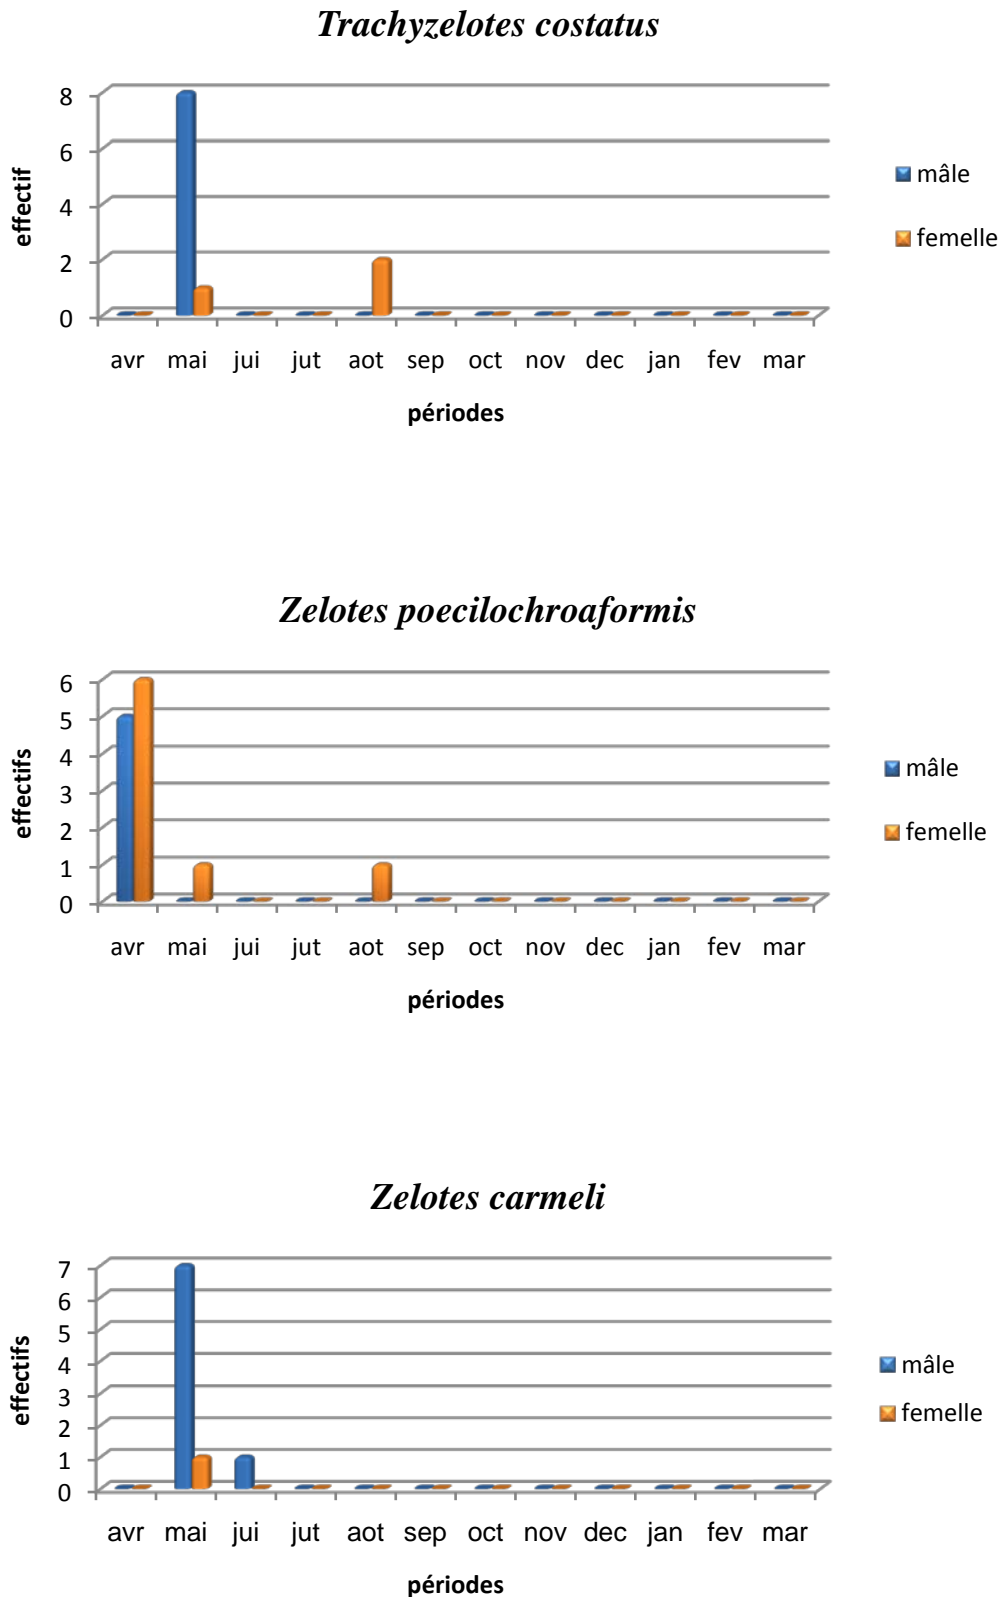 Trachyzelotes costatus
8
6
4
2
0
effectif
avr mai jui jut aot sep oct nov dec jan fev mar
périodes
mâle
femelle
Zelotes poecilochroaformis
6
5
4
3
2
1
0
effectifs
avr mai jui jut aot sep oct nov dec jan fev mar
périodes
mâle
femelle
Zelotes carmeli
7
6
5
4
3
2
1
0
effectifs
avr mai jui jut aot sep oct nov dec jan fev mar
périodes
mâle
femelle